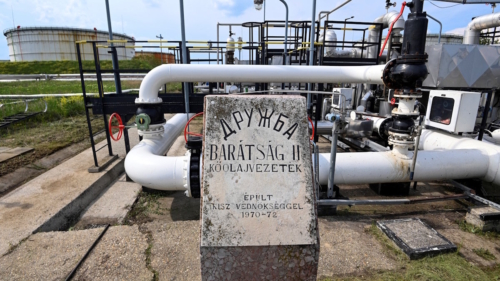 ДРУЖБА
BARÁTSÁG II
KŐOLAJVEZETÉK
ÉPÜLT
KISZ VÉDNÖKSÉGGEL
1970-72